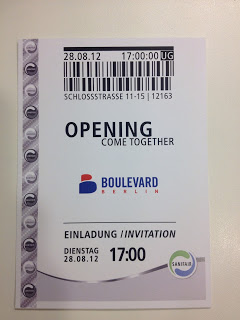 28.08.12 17:00:00 UG
SCHLOSSSTRASSE 11-15 | 12163
OPENING
COME TOGETHER
BOULEVARD
BERLIN
EINLADUNG / INVITATION
DIENSTAG
28.08.12
17:00
SANIFAIR